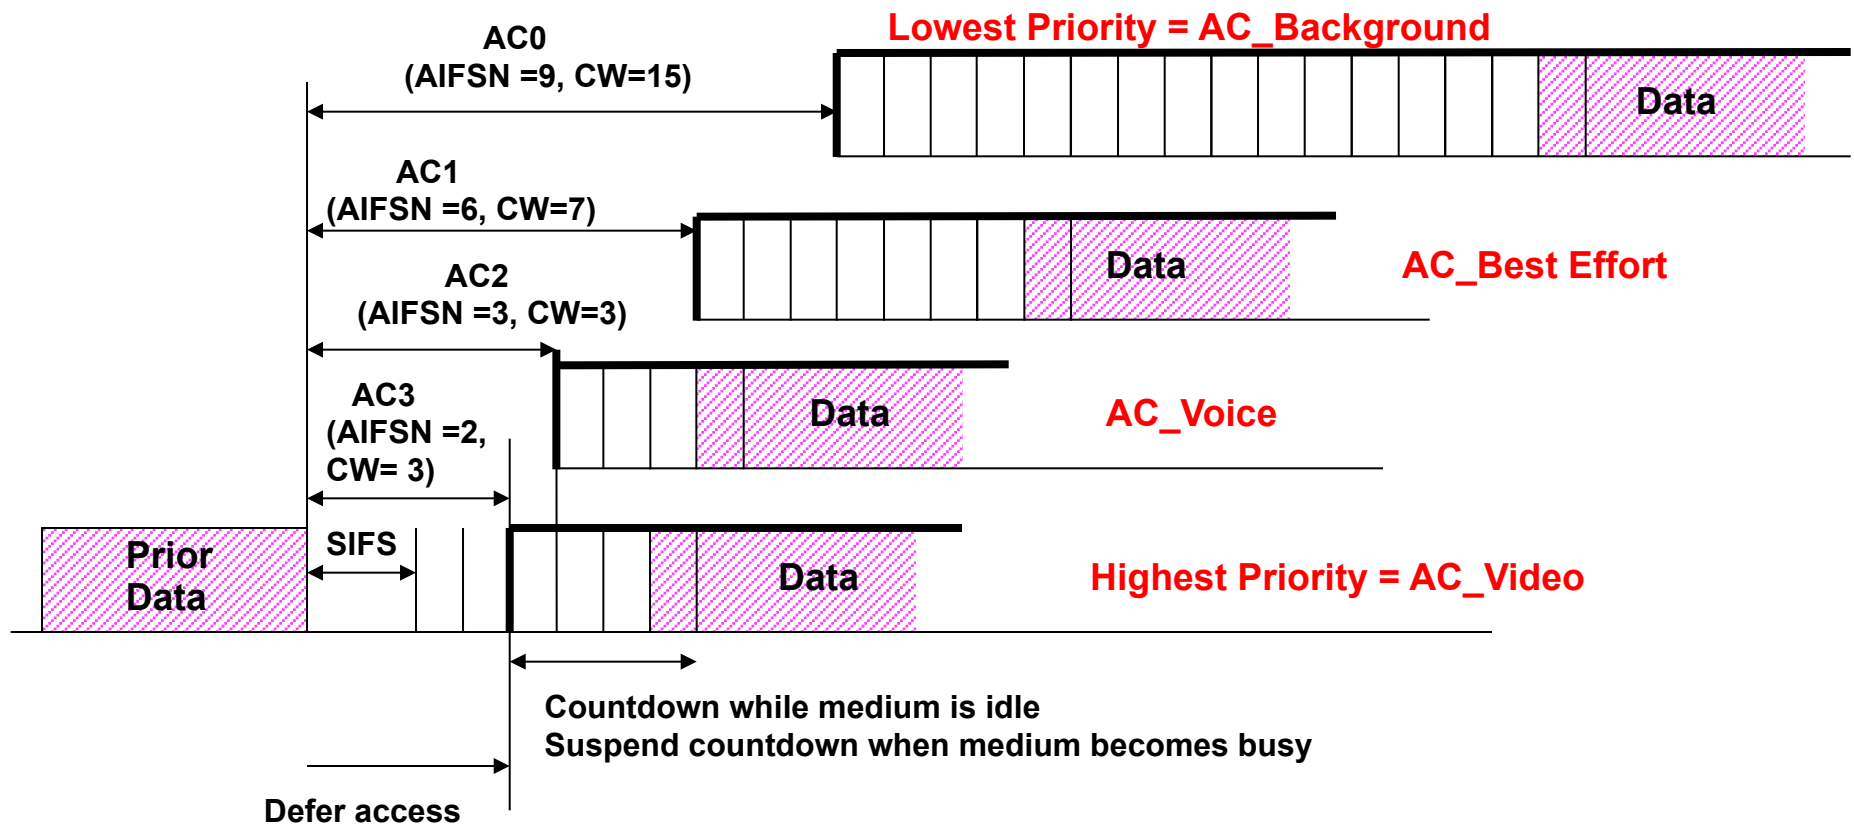 Lowest Priority = AC_Background
AC0
(AIFSN =9, CW=15)
Data
AC1
(AIFSN =6, CW=7)
Data
AC_Best Effort
AC2
(AIFSN =3, CW=3)
Data
AC_Voice
AC3
(AIFSN =2,
CW= 3)
SIFS
Prior
Data
Data
Highest Priority = AC_Video
Countdown while medium is idle
Suspend countdown when medium becomes busy
Defer access